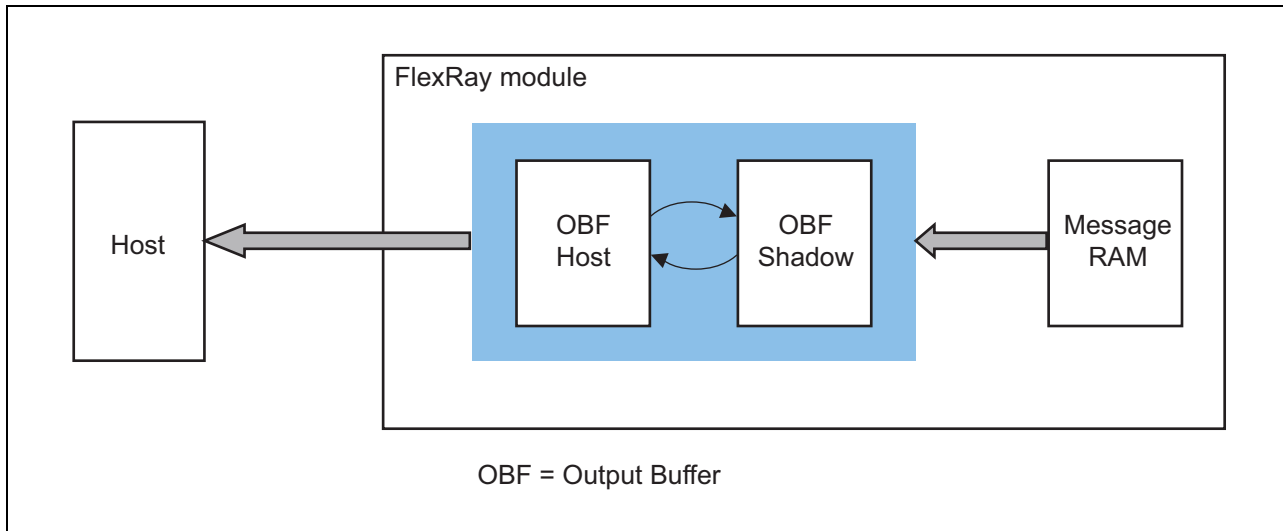 FlexRay module
Host
OBF
Host
OBF
Shadow
Message
RAM
OBF = Output Buffer